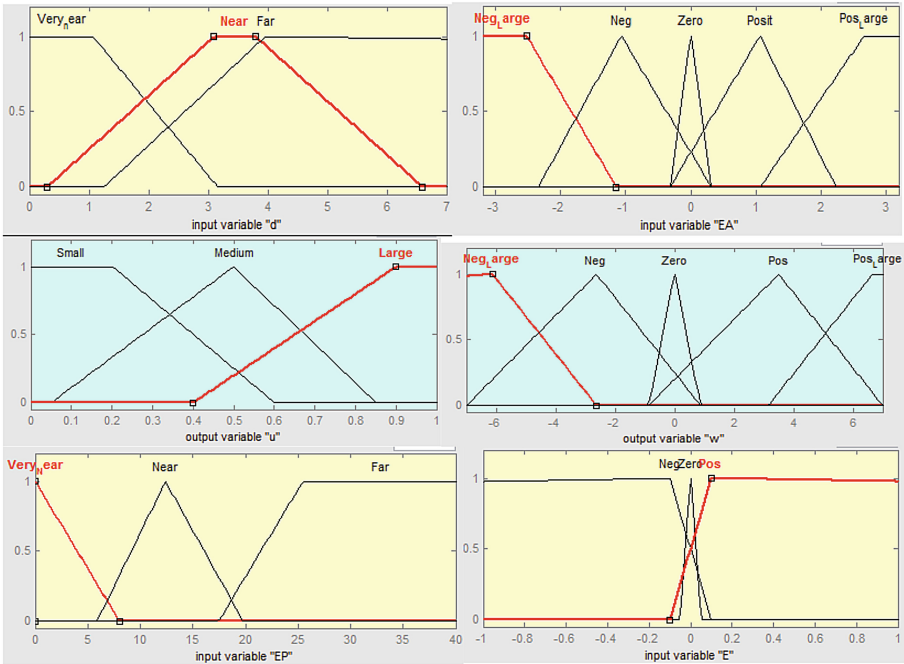 Very_near Near Far
1
0.5
0
0 1 2 3 4 5 6 7
input variable "d"
Neg_Large Neg Zero Posit Pos_Large
1
0.5
0
-3 -2 -1 0 1 2 3
input variable "EA"
Small Medium Large
1
0.5
0
0 0.1 0.2 0.3 0.4 0.5 0.6 0.7 0.8 0.9 1
output variable "u"
Neg_Large Neg Zero Pos Pos_Large
1
0.5
0
-6 -4 -2 0 2 4 6
output variable "w"
Very_Near Near Far
1
0.5
0
0 5 10 15 20 25 30 35 40
input variable "EP"
Neg Zero Pos
1
0.5
0
-1 -0.8 -0.6 -0.4 -0.2 0 0.2 0.4 0.6 0.8 1
input variable "E"